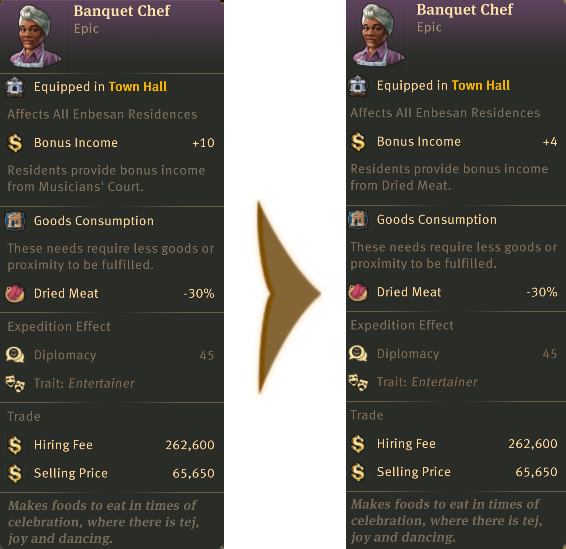 Banquet Chef
Epic
Equipped in Town Hall
Affects All Enbesan Residences
Bonus Income +10
Residents provide bonus income
from Musicians' Court.
Goods Consumption
These needs require less goods or
proximity to be fulfilled.
Dried Meat -30%
Expedition Effect
Diplomacy 45
Trait: Entertainer
Trade
Hiring Fee 262,600
Selling Price 65,650
Makes foods to eat in times of
celebration, where there is tej,
joy and dancing.
Banquet Chef
Epic
Equipped in Town Hall
Affects All Enbesan Residences
Bonus Income +4
Residents provide bonus income
from Dried Meat.
Goods Consumption
These needs require less goods or
proximity to be fulfilled.
Dried Meat -30%
Expedition Effect
Diplomacy 45
Trait: Entertainer
Trade
Hiring Fee 262,600
Selling Price 65,650
Makes foods to eat in times of
celebration, where there is tej,
joy and dancing.